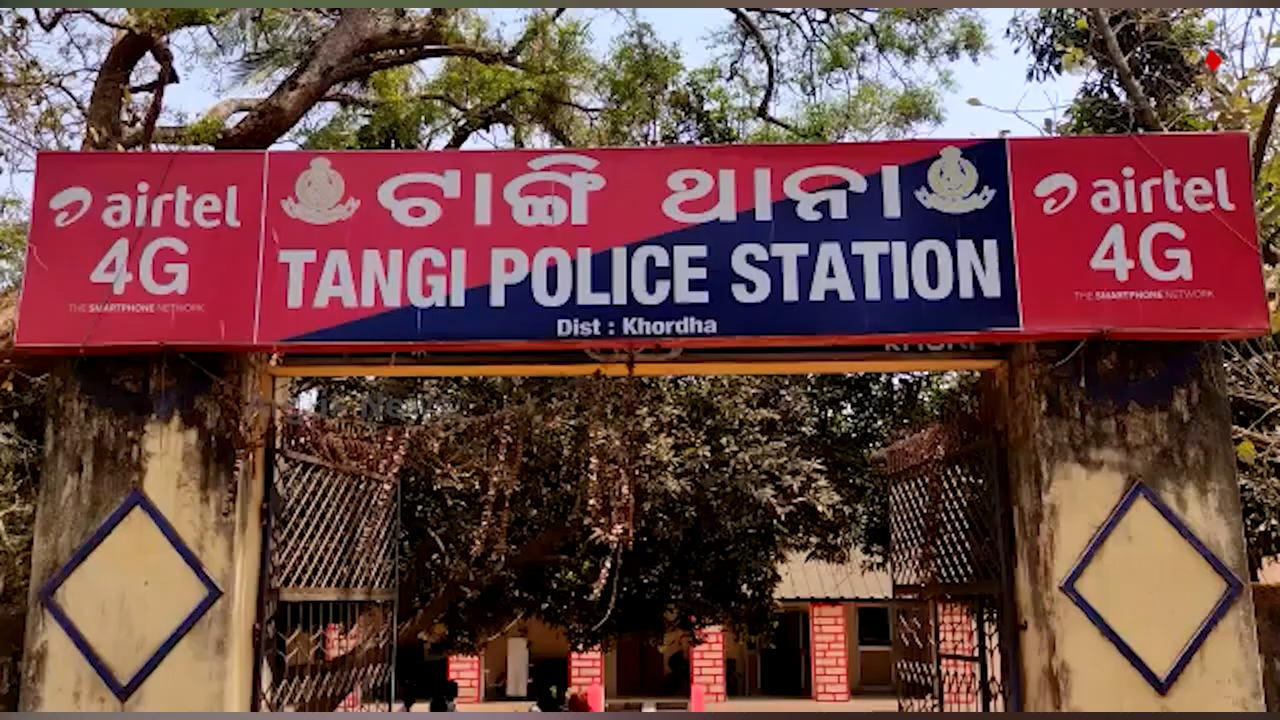 airtel
4G
THE SMARTPHONE NETWORK
ଟାଙ୍ଗି ଥାନା
TANGI POLICE STATION
Dist : Khordha
airtel
4G
THE SMARTPHONE NETWORK